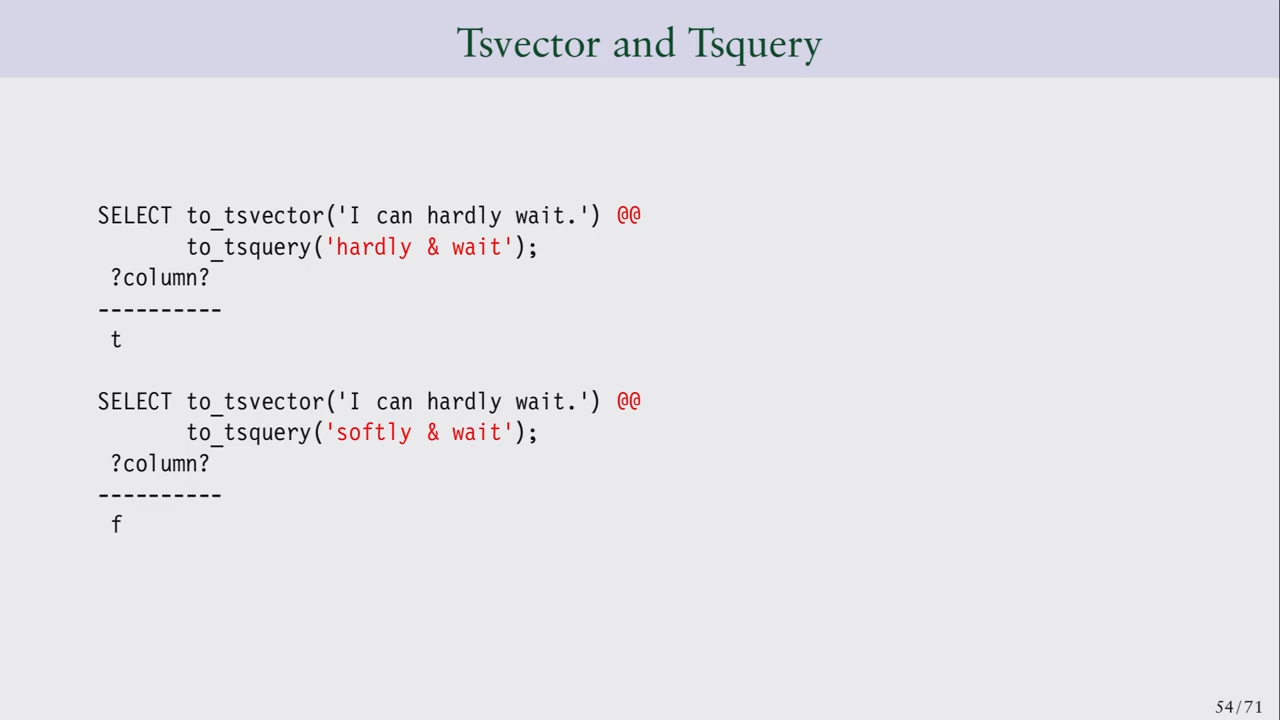 Tsvector and Tsquery
SELECT to_tsvector('I can hardly wait.') @@
       to_tsquery('hardly & wait');
 ?column?
----------
 t
SELECT to_tsvector('I can hardly wait.') @@
       to_tsquery('softly & wait');
 ?column?
----------
 f
54/71